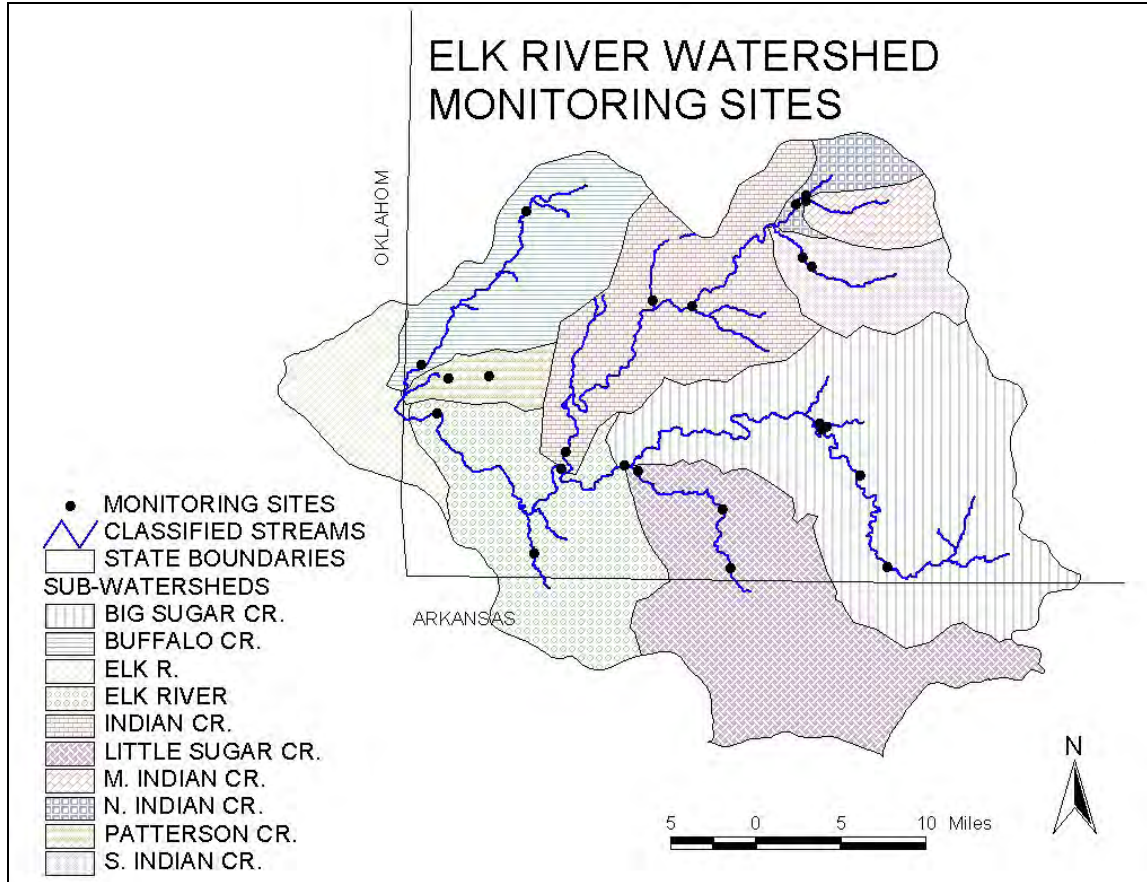 ELK RIVER WATERSHED
MONITORING SITES
OKLAHOM
ARKANSAS
MONITORING SITES
CLASSIFIED STREAMS
STATE BOUNDARIES
SUB-WATERSHEDS
BIG SUGAR CR.
BUFFALO CR.
ELK R.
ELK RIVER
INDIAN CR.
LITTLE SUGAR CR.
M. INDIAN CR.
N. INDIAN CR.
PATTERSON CR.
S. INDIAN CR.
N
5 0 5 10 Miles